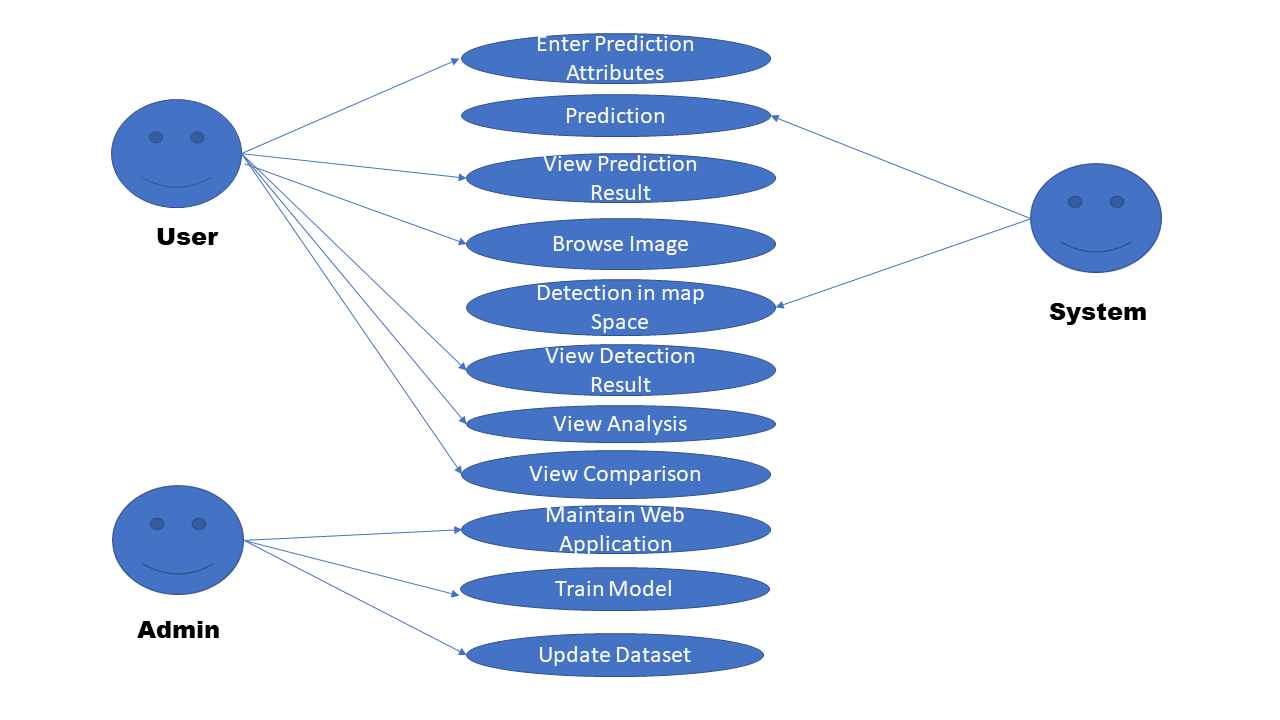 Enter Prediction
Attributes
Prediction
View Prediction
Result
Browse Image
Detection in map
Space
View Detection
Result
View Analysis
View Comparison
Maintain Web
Application
Train Model
Update Dataset
User
Admin
System